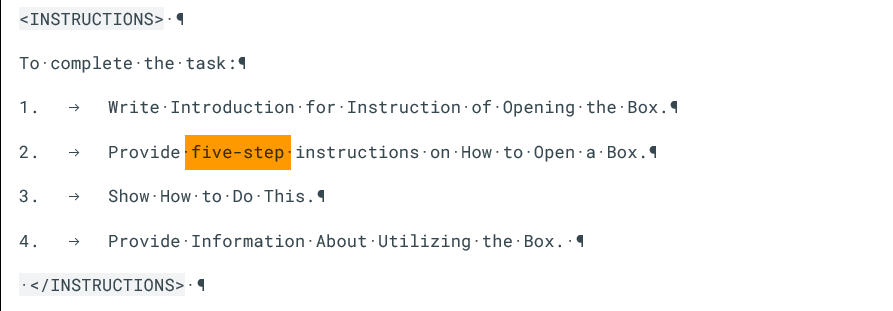 <INSTRUCTIONS>
To complete the task:
1. Write Introduction for Instruction of Opening the Box.
2. Provide five-step instructions on How to Open a Box.
3. Show How to Do This.
4. Provide Information About Utilizing the Box.
</INSTRUCTIONS>